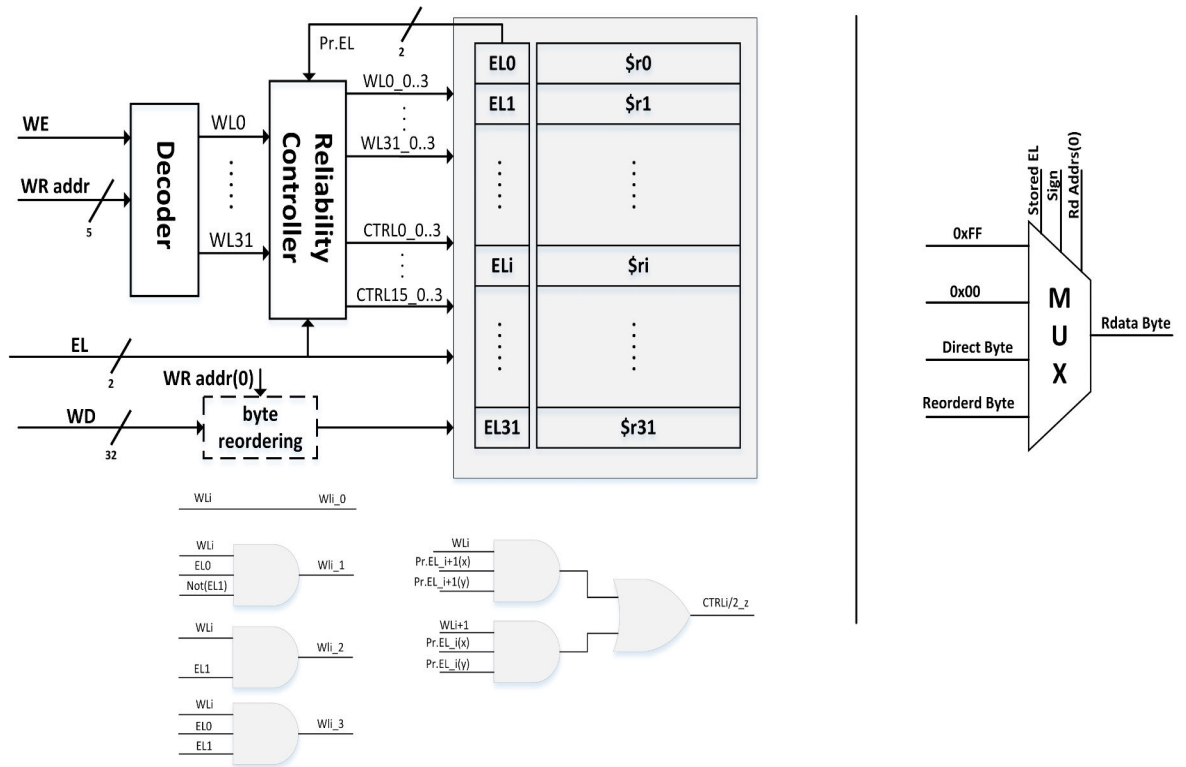 Pr.EL
2
WE
WR addr
5
Decoder
WL0
WL31
Reliability
Controller
WL0_0..3
WL31_0..3
CTRL0_0..3
CTRL15_0..3
EL0
$r0
EL1
$r1
ELi
$ri
EL31
$r31
EL
2
WR addr(0)
WD
32
byte
reordering
Stored EL
Sign
Rd Addrs(0)
0xFF
0x00
Direct Byte
Reorderd Byte
M
U
X
Rdata Byte
WLi
Wli_0
WLi
EL0
Not(EL1)
Wli_1
WLi
EL1
Wli_2
WLi
EL0
EL1
Wli_3
WLi
Pr.EL_i+1(x)
Pr.EL_i+1(y)
WLi+1
Pr.EL_i(x)
Pr.EL_i(y)
CTRLi/2_z